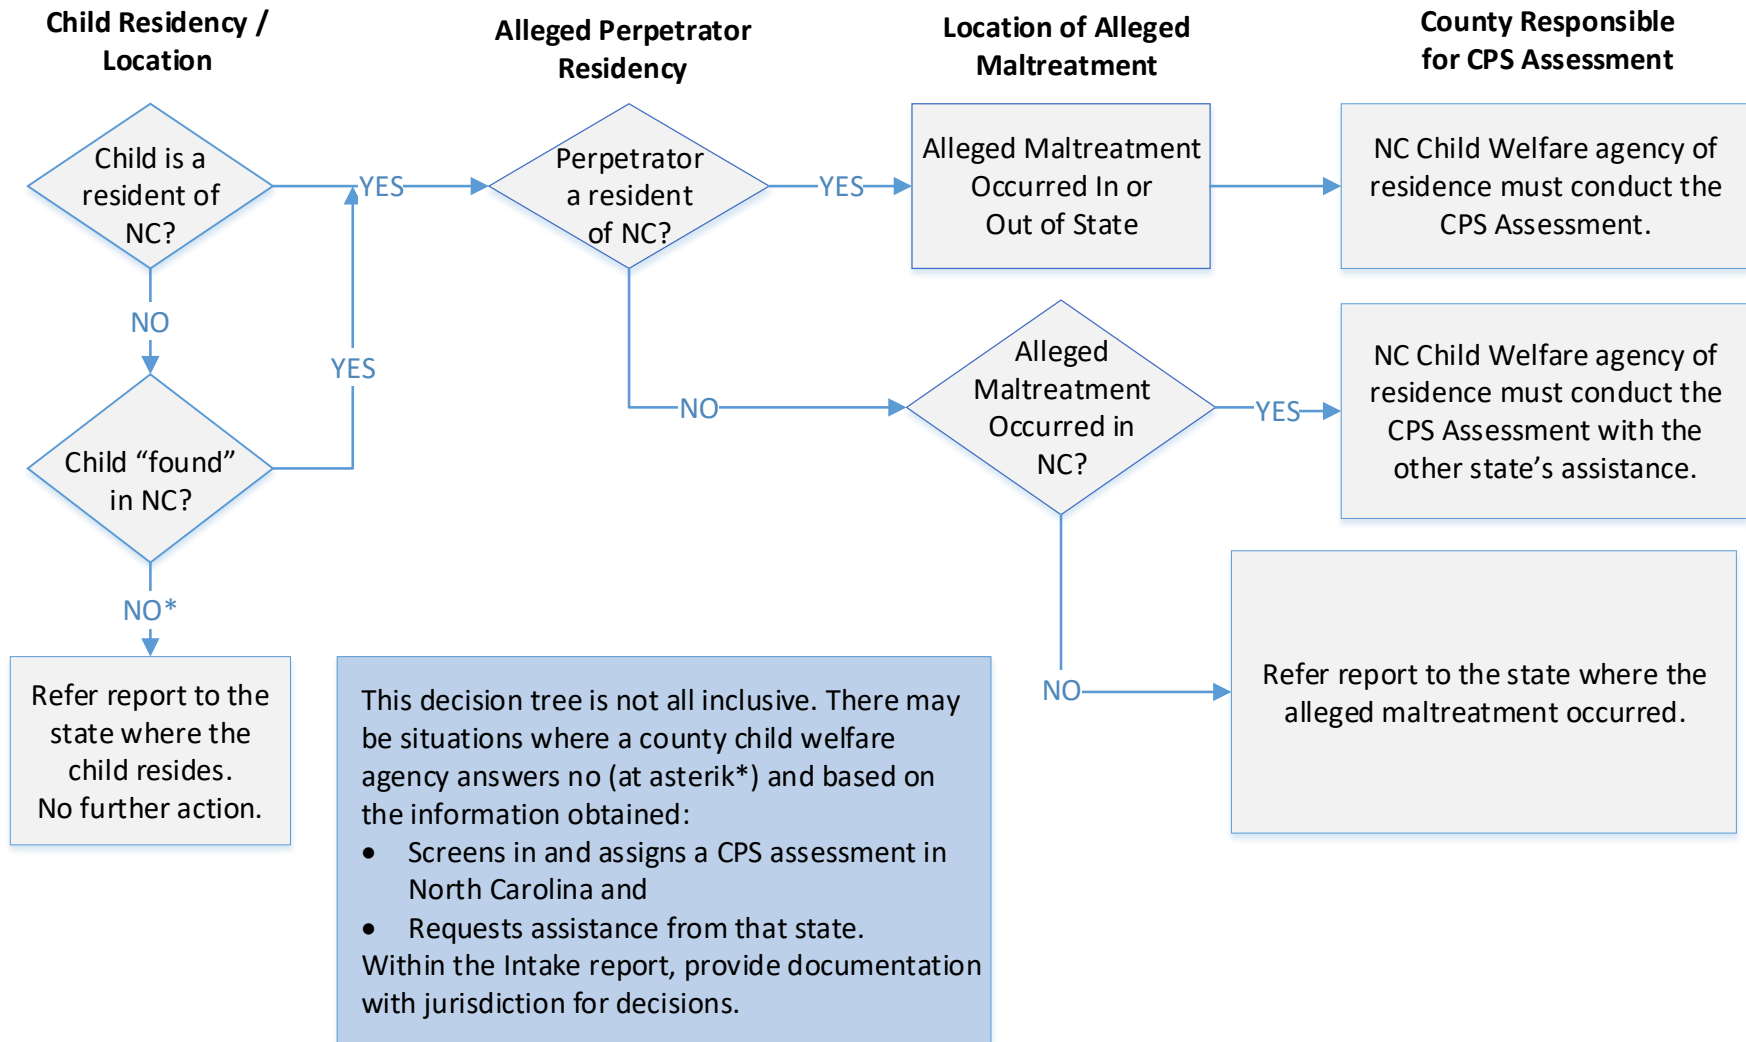 Child Residency /
Location
Alleged Perpetrator
Residency
Location of Alleged
Maltreatment
County Responsible
for CPS Assessment
Child is a
resident of
NC?
YES
Perpetrator
a resident
of NC?
YES
Alleged Maltreatment
Occurred In or
Out of State
NC Child Welfare agency of
residence must conduct the
CPS Assessment.
NO
YES
Child “found”
in NC?
NO
Alleged
Maltreatment
Occurred in
NC?
YES
NC Child Welfare agency of
residence must conduct the
CPS Assessment with the
other state’s assistance.
NO*
Refer report to the
state where the
child resides.
No further action.
This decision tree is not all inclusive. There may
be situations where a county child welfare
agency answers no (at asterik*) and based on
the information obtained:
• Screens in and assigns a CPS assessment in
North Carolina and
• Requests assistance from that state.
Within the Intake report, provide documentation
with jurisdiction for decisions.
NO
Refer report to the state where the
alleged maltreatment occurred.